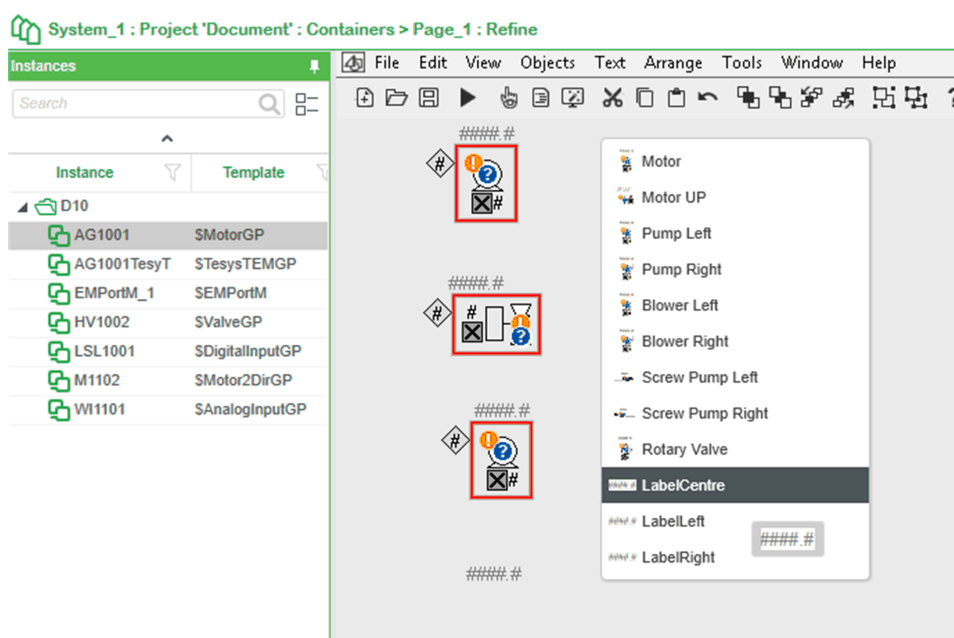 System_1 : Project 'Document' : Containers > Page_1 : Refine
Instances
File Edit View Objects Text Arrange Tools Window Help
Search
Instance Template
D10
AG1001 $MotorGP
AG1001TesyT $TesysTEMGP
EMPortM_1 $EMPortM
HV1002 $ValveGP
LSL1001 $DigitalInputGP
M1102 $Motor2DirGP
WI1101 $AnalogInputGP
####.#
#
!
?
#
####.#
#
#
!
?
####.#
#
!
?
#
####.#
Motor
Motor UP
Pump Left
Pump Right
Blower Left
Blower Right
Screw Pump Left
Screw Pump Right
Rotary Valve
####.# LabelCentre
####.# LabelLeft
####.# LabelRight
####.#